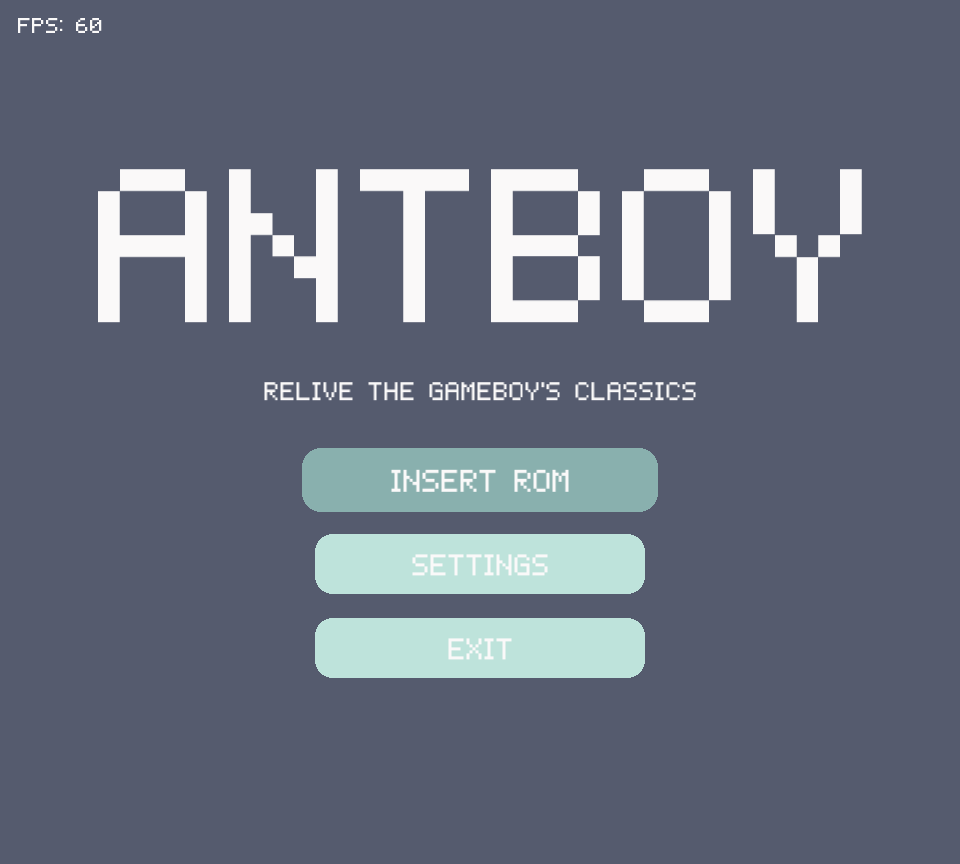 FPS: 60
ANTBOY
RELIVE THE GAMEBOY'S CLASSICS
INSERT ROM
SETTINGS
EXIT